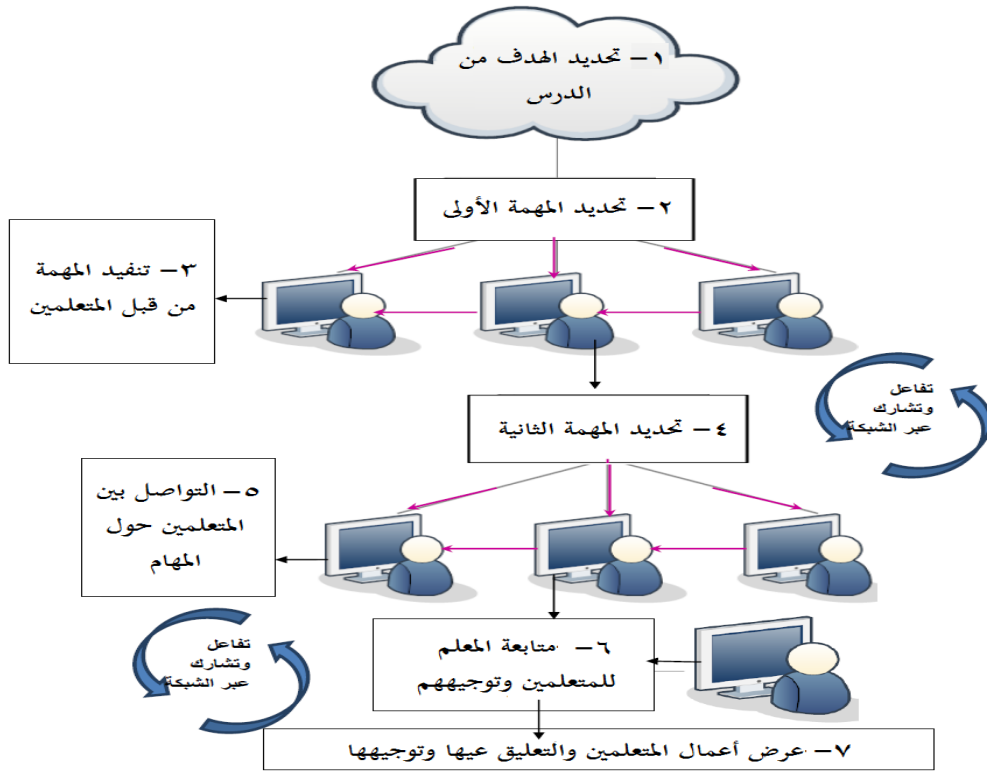 ١- تحديد الهدف من
الدرس
٢- تحديد المهمة الأولى
٣- تنفيد المهمة
من قبل المتعلمين
تفاعل
وتشارك
عبر الشبكة
٤- تحديد المهمة الثانية
٥- التواصل بين
المتعلمين حول
المهام
٦- متابعة المعلم
للمتعلمين وتوجيههم
تفاعل
وتشارك
عبر الشبكة
٧- عرض أعمال المتعلمين والتعليق عيها وتوجيهها